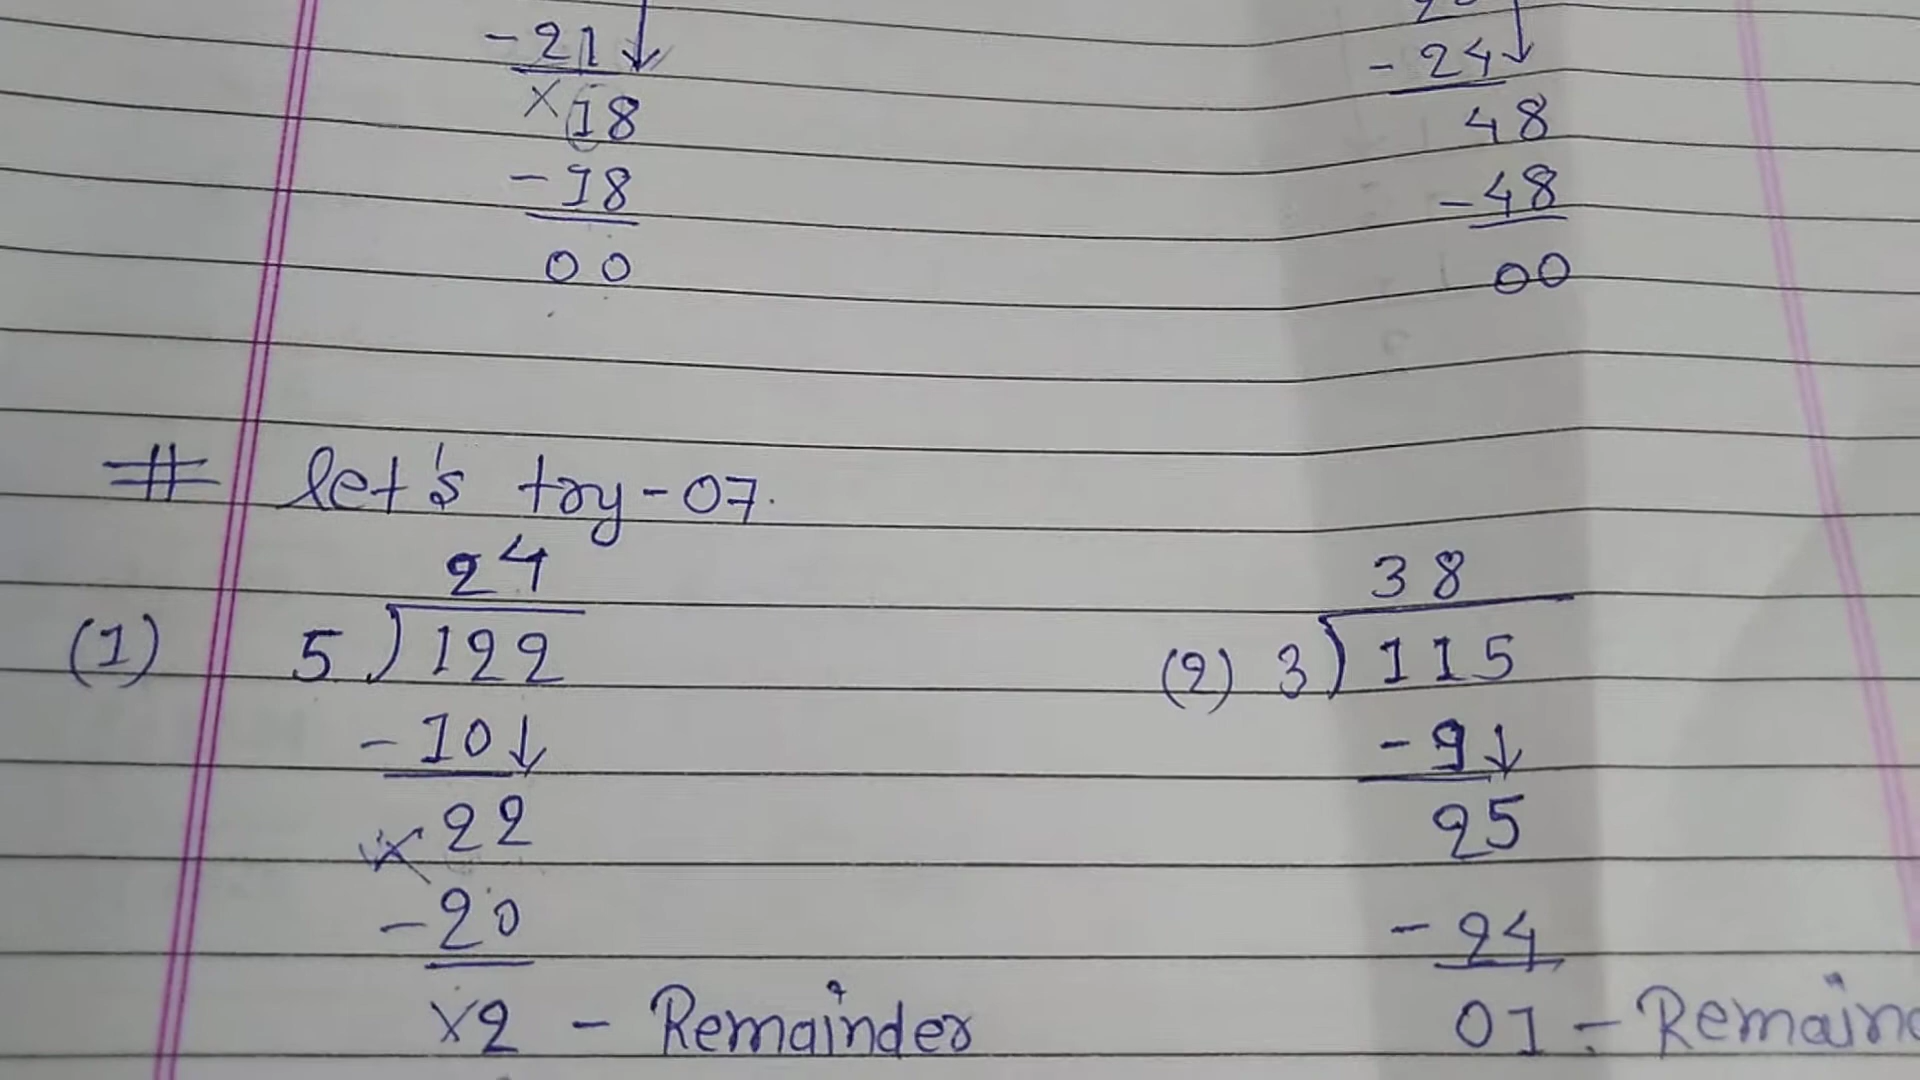 - 21 - 24
× 18 48
- 18 - 48
00 00
# let's try - 07.
24 38
(1) 5 ) 122 (2) 3 ) 115
- 10 ↓ - 9 ↓
× 22 25
- 20 - 24
×2 - Remainder 01 - Remain